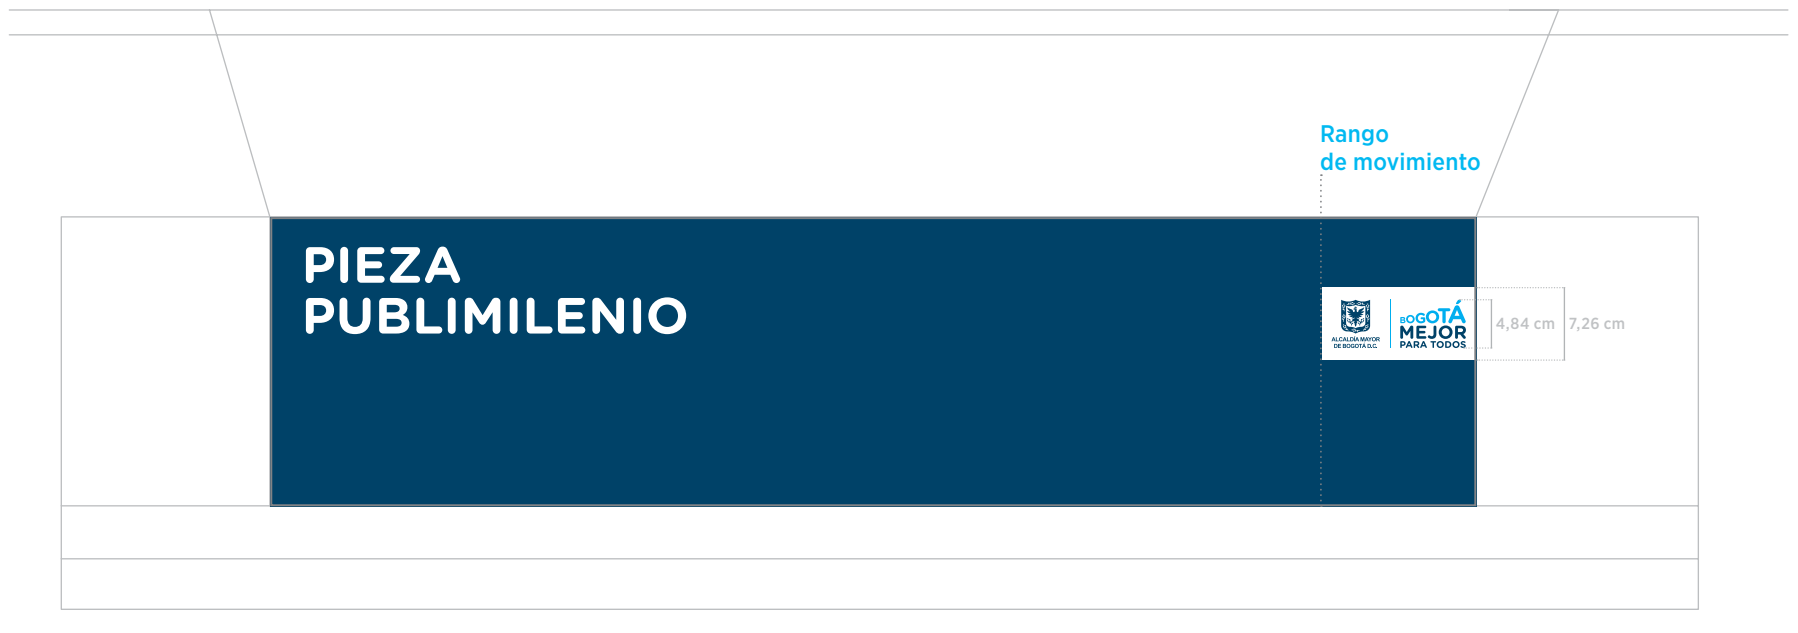 Rango
de movimiento
PIEZA
PUBLIMILENIO
ALCALDÍA MAYOR
DE BOGOTÁ D.C.
BOGOTÁ
MEJOR
PARA TODOS
4,84 cm
7,26 cm